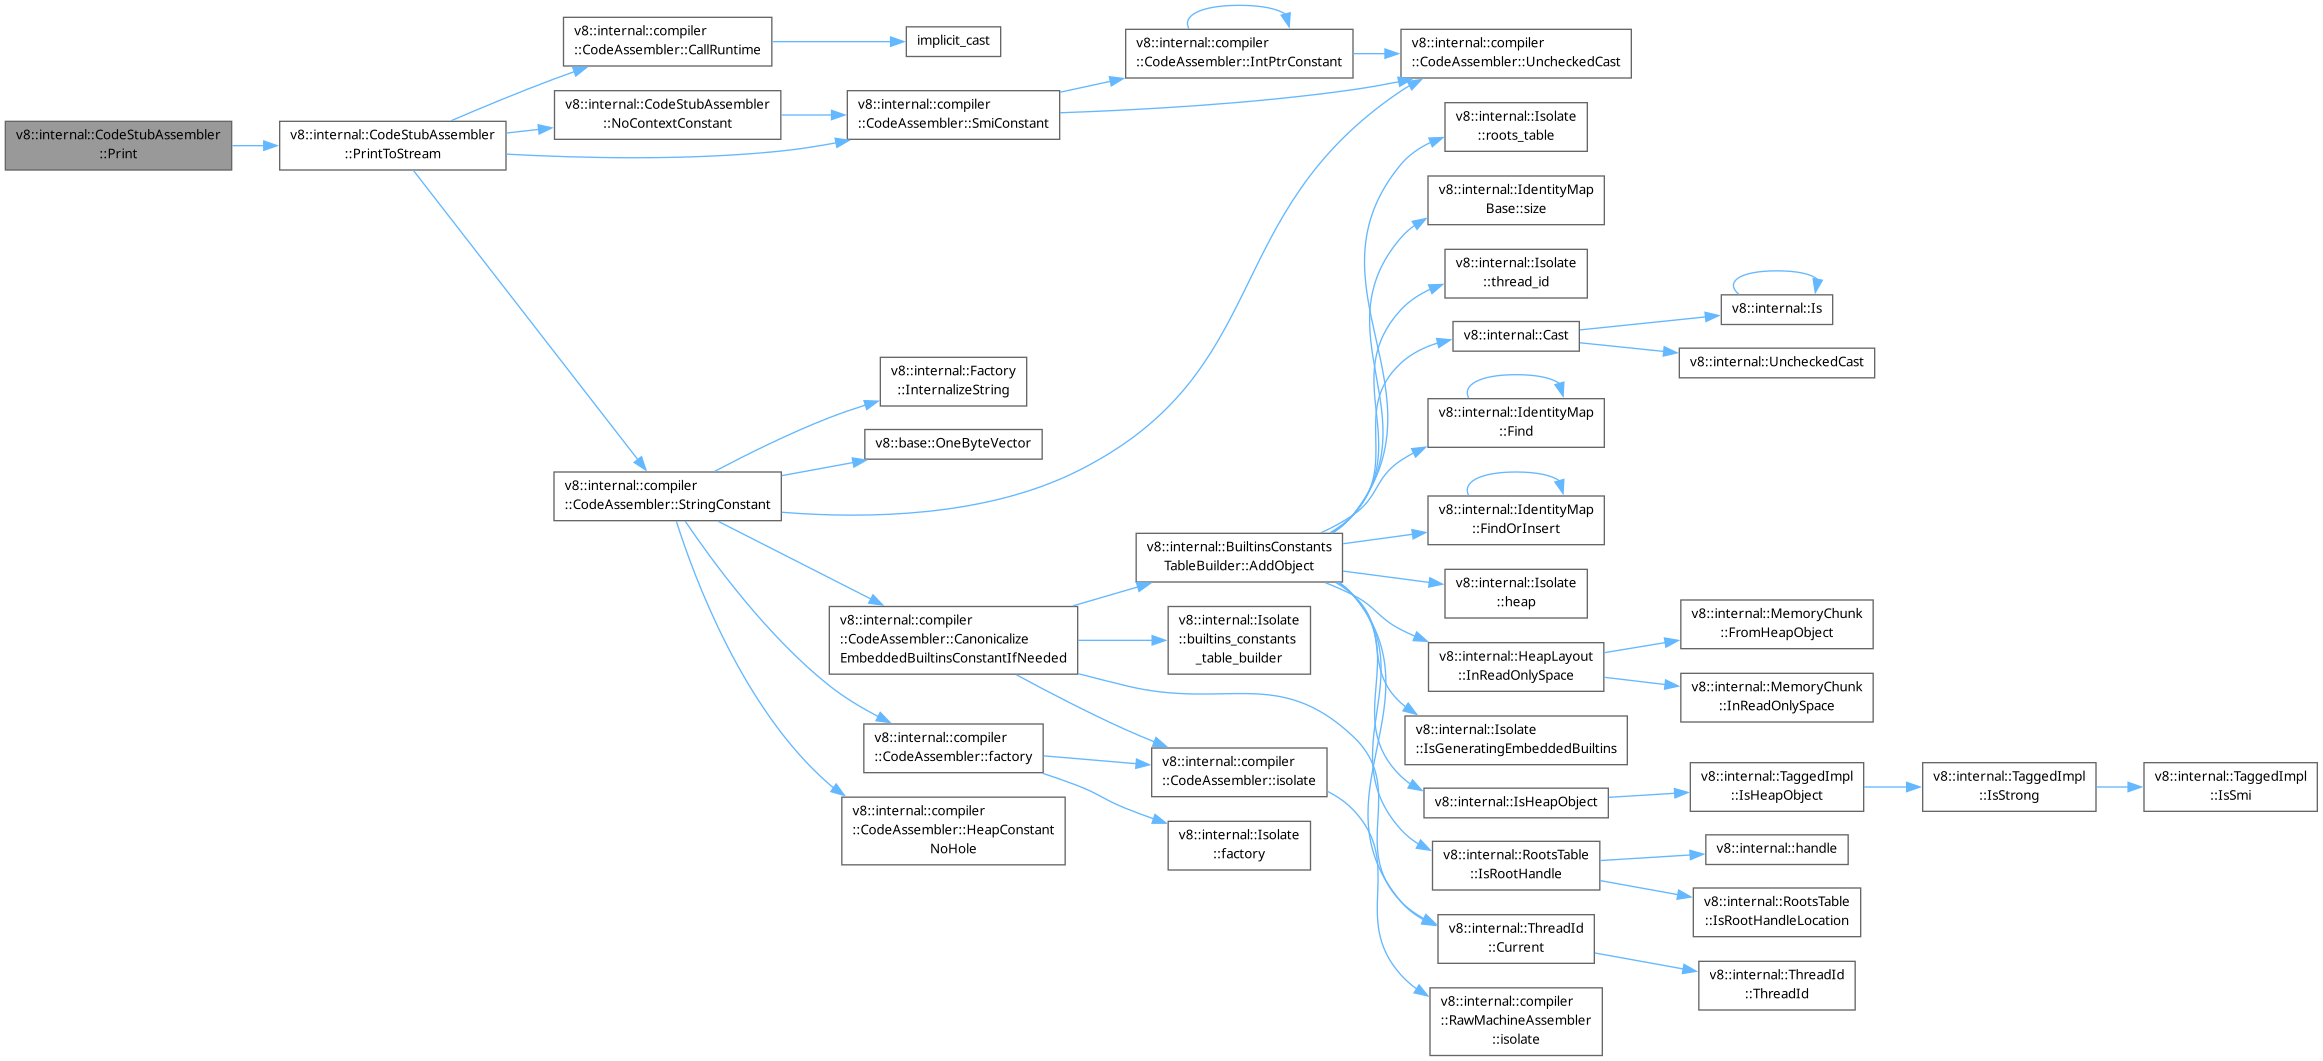 v8::internal::CodeStubAssembler
::Print
v8::internal::CodeStubAssembler
::PrintToStream
v8::internal::compiler
::CodeAssembler::CallRuntime
implicit_cast
v8::internal::CodeStubAssembler
::NoContextConstant
v8::internal::compiler
::CodeAssembler::SmiConstant
v8::internal::compiler
::CodeAssembler::IntPtrConstant
v8::internal::compiler
::CodeAssembler::UncheckedCast
v8::internal::compiler
::CodeAssembler::StringConstant
v8::internal::Factory
::InternalizeString
v8::base::OneByteVector
v8::internal::compiler
::CodeAssembler::Canonicalize
EmbeddedBuiltinsConstantIfNeeded
v8::internal::compiler
::CodeAssembler::factory
v8::internal::compiler
::CodeAssembler::HeapConstant
NoHole
v8::internal::BuiltinsConstants
TableBuilder::AddObject
v8::internal::Isolate
::builtins_constants
_table_builder
v8::internal::compiler
::CodeAssembler::isolate
v8::internal::Isolate
::factory
v8::internal::Isolate
::roots_table
v8::internal::IdentityMap
Base::size
v8::internal::Isolate
::thread_id
v8::internal::Cast
v8::internal::Is
v8::internal::UncheckedCast
v8::internal::IdentityMap
::Find
v8::internal::IdentityMap
::FindOrInsert
v8::internal::Isolate
::heap
v8::internal::HeapLayout
::InReadOnlySpace
v8::internal::MemoryChunk
::FromHeapObject
v8::internal::MemoryChunk
::InReadOnlySpace
v8::internal::Isolate
::IsGeneratingEmbeddedBuiltins
v8::internal::IsHeapObject
v8::internal::TaggedImpl
::IsHeapObject
v8::internal::TaggedImpl
::IsStrong
v8::internal::TaggedImpl
::IsSmi
v8::internal::RootsTable
::IsRootHandle
v8::internal::handle
v8::internal::RootsTable
::IsRootHandleLocation
v8::internal::ThreadId
::Current
v8::internal::ThreadId
::ThreadId
v8::internal::compiler
::RawMachineAssembler
::isolate